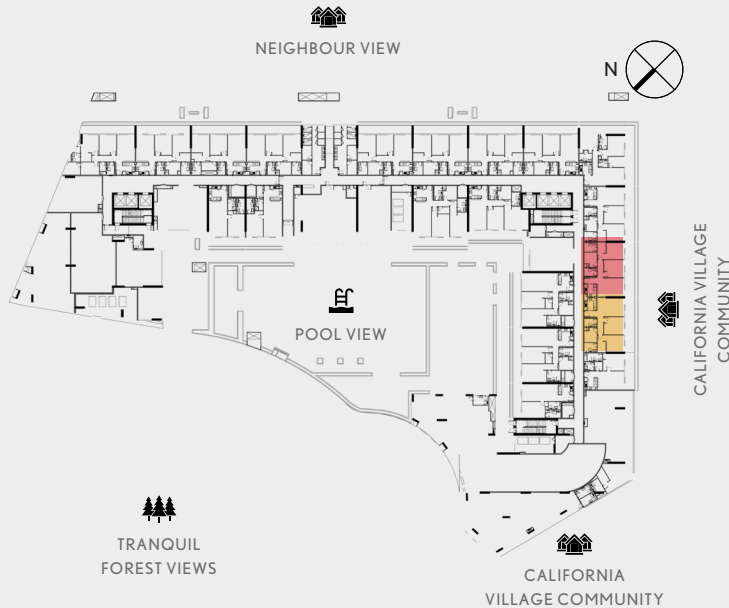 NEIGHBOUR VIEW
N
CALIFORNIA VILLAGE
COMMUNITY
POOL VIEW
TRANQUIL
FOREST VIEWS
CALIFORNIA
VILLAGE COMMUNITY